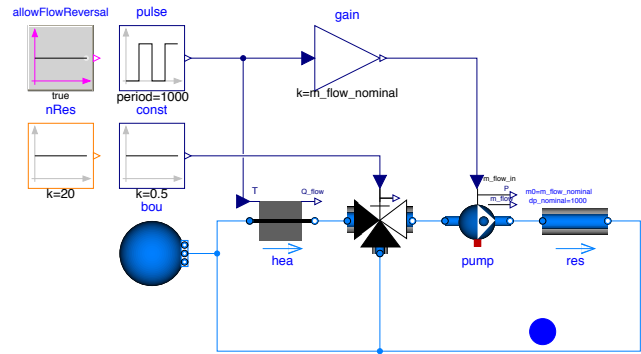 allowFlowReversal
pulse
gain
true
period=1000
k=m_flow_nominal
nRes
const
k=20
k=0.5
bou
T
Q_flow
m_flow_in
P
m_flow
m0=m_flow_nominal
dp_nominal=1000
hea
pump
res